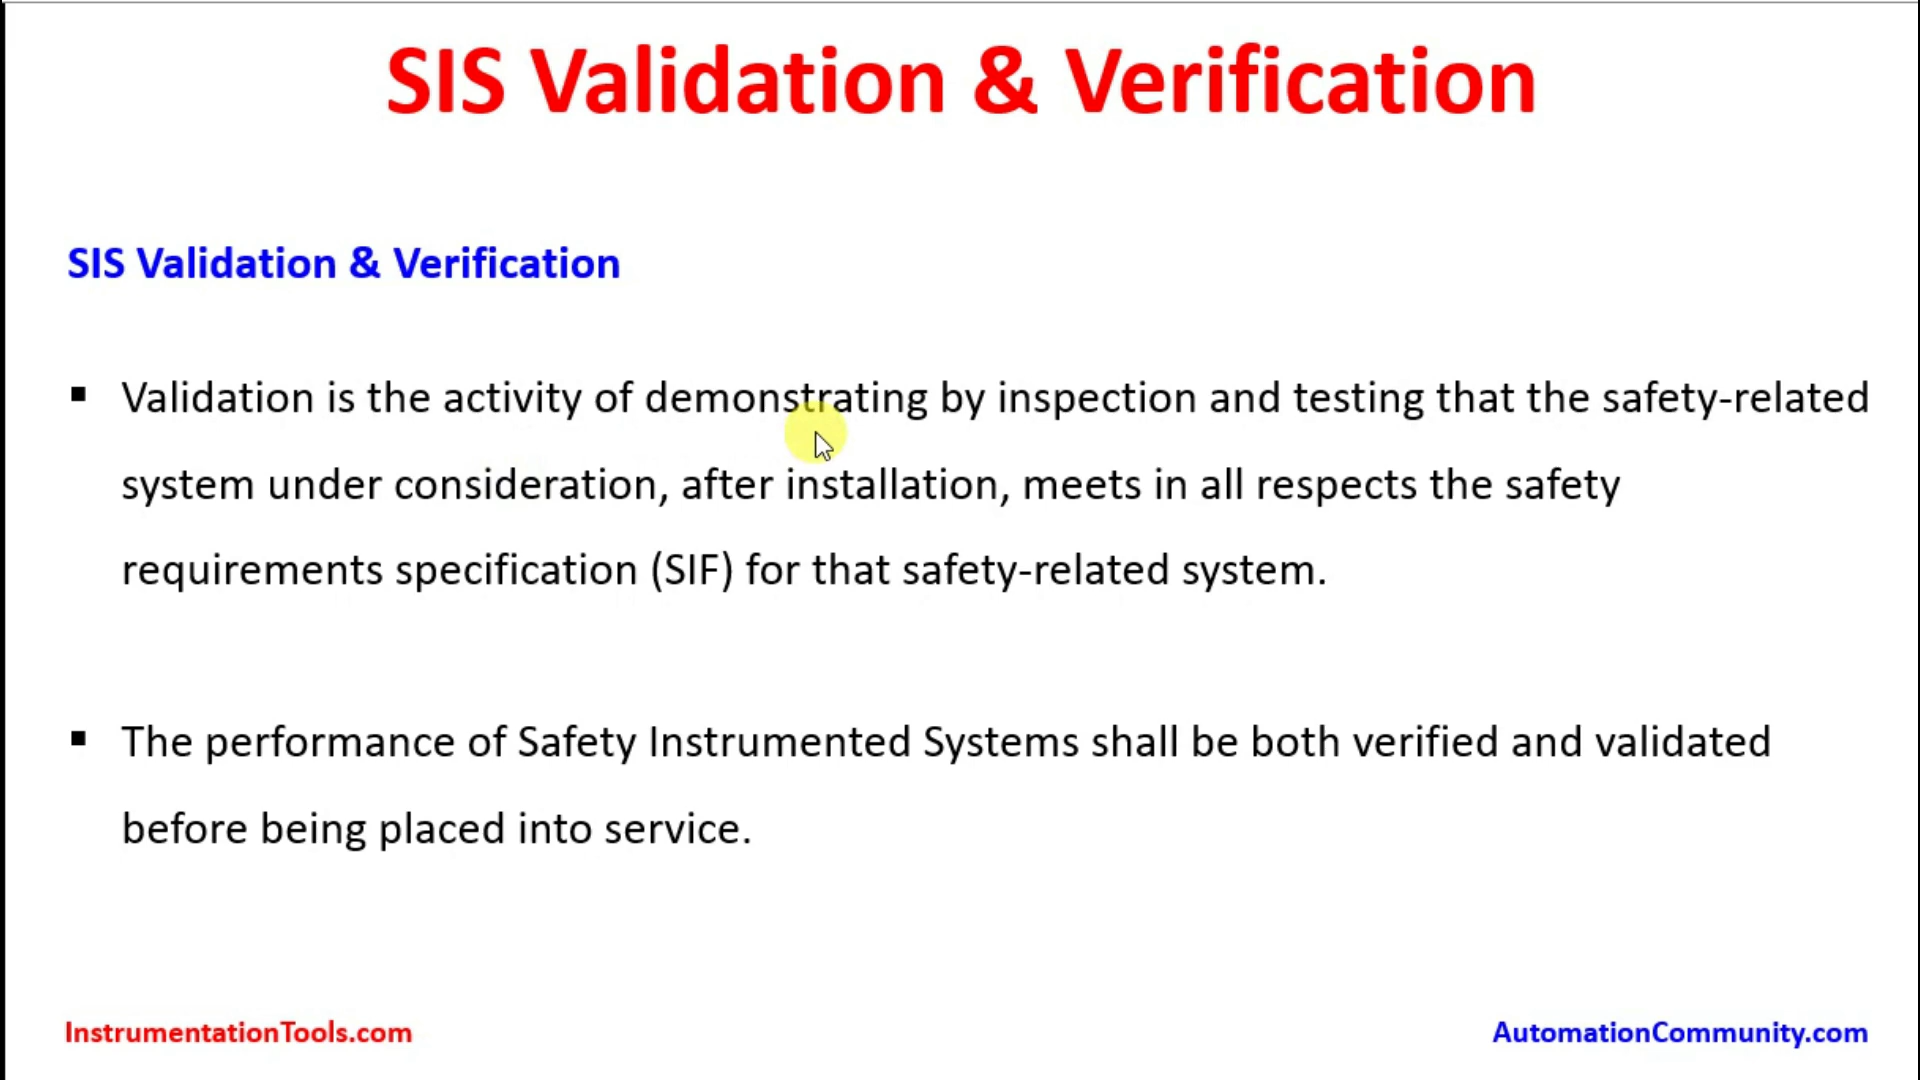 SIS Validation & Verification
SIS Validation & Verification
▪ Validation is the activity of demonstrating by inspection and testing that the safety-related
system under consideration, after installation, meets in all respects the safety
requirements specification (SIF) for that safety-related system.
▪ The performance of Safety Instrumented Systems shall be both verified and validated
before being placed into service.
InstrumentationTools.com
AutomationCommunity.com